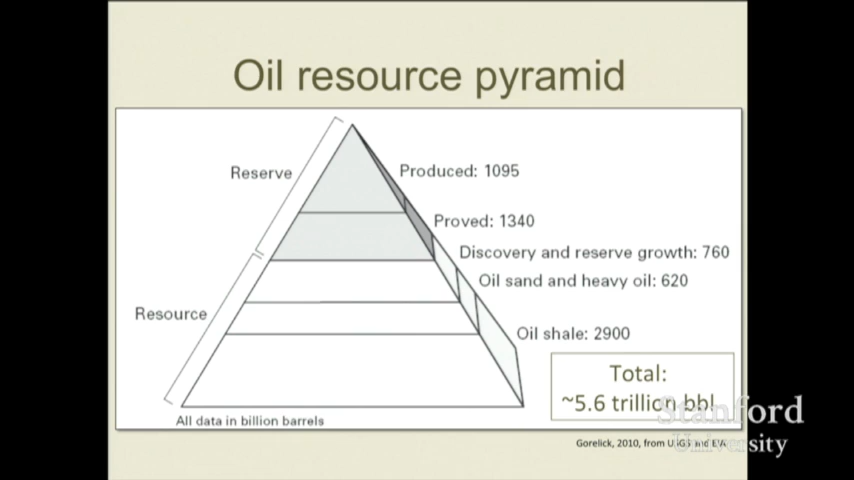 Oil resource pyramid
Reserve
Produced: 1095
Proved: 1340
Discovery and reserve growth: 760
Oil sand and heavy oil: 620
Resource
Oil shale: 2900
Total:
~5.6 trillion bbl
All data in billion barrels
Stanford
University
Gorelick, 2010, from USGS and